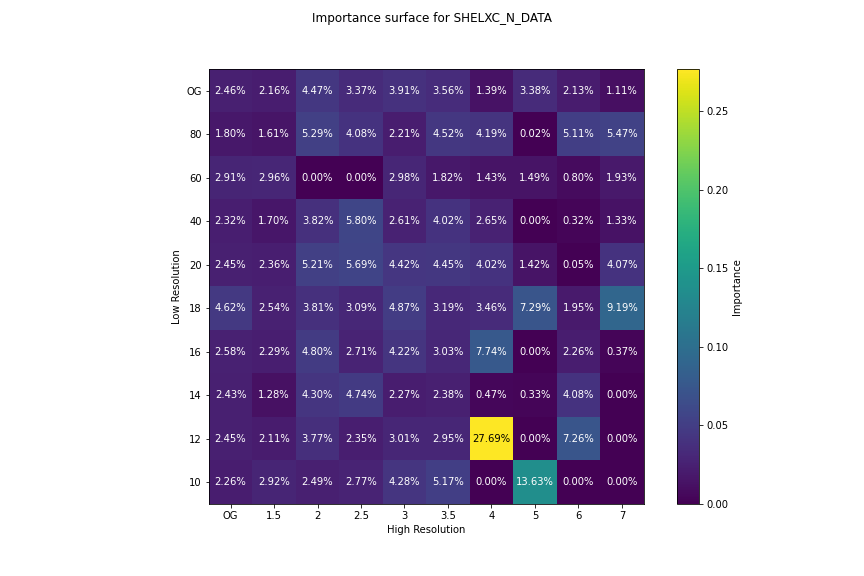 Importance surface for SHELXC_N_DATA
OG 2.46% 2.16% 4.47% 3.37% 3.91% 3.56% 1.39% 3.38% 2.13% 1.11%
80 1.80% 1.61% 5.29% 4.08% 2.21% 4.52% 4.19% 0.02% 5.11% 5.47%
60 2.91% 2.96% 0.00% 0.00% 2.98% 1.82% 1.43% 1.49% 0.80% 1.93%
40 2.32% 1.70% 3.82% 5.80% 2.61% 4.02% 2.65% 0.00% 0.32% 1.33%
20 2.45% 2.36% 5.21% 5.69% 4.42% 4.45% 4.02% 1.42% 0.05% 4.07%
18 4.62% 2.54% 3.81% 3.09% 4.87% 3.19% 3.46% 7.29% 1.95% 9.19%
16 2.58% 2.29% 4.80% 2.71% 4.22% 3.03% 7.74% 0.00% 2.26% 0.37%
14 2.43% 1.28% 4.30% 4.74% 2.27% 2.38% 0.47% 0.33% 4.08% 0.00%
12 2.45% 2.11% 3.77% 2.35% 3.01% 2.95% 27.69% 0.00% 7.26% 0.00%
10 2.26% 2.92% 2.49% 2.77% 4.28% 5.17% 0.00% 13.63% 0.00% 0.00%
OG 1.5 2 2.5 3 3.5 4 5 6 7
High Resolution
Low Resolution
0.25
0.20
0.15
0.10
0.05
0.00
Importance